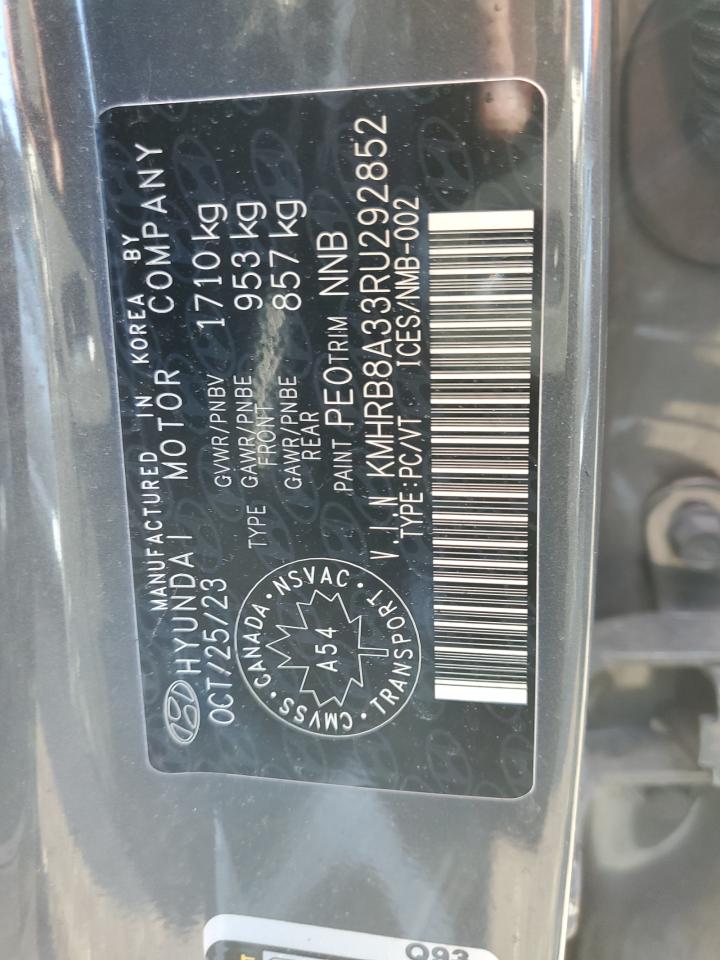 MANUFACTURED IN KOREA BY
HYUNDAI MOTOR COMPANY
OCT/25/23
GVWR/PNBV 1710 kg
TYPE GAWR/PNBE FRONT 953 kg
GAWR/PNBE REAR 857 kg
PAINT PEO TRIM NNB
V.I.N KMHRB8A33RU292852
TYPE:PC/VT ICES/NMB-002
CMVSS • CANADA • NSVAC • TRANSPORT •
A54
Q93